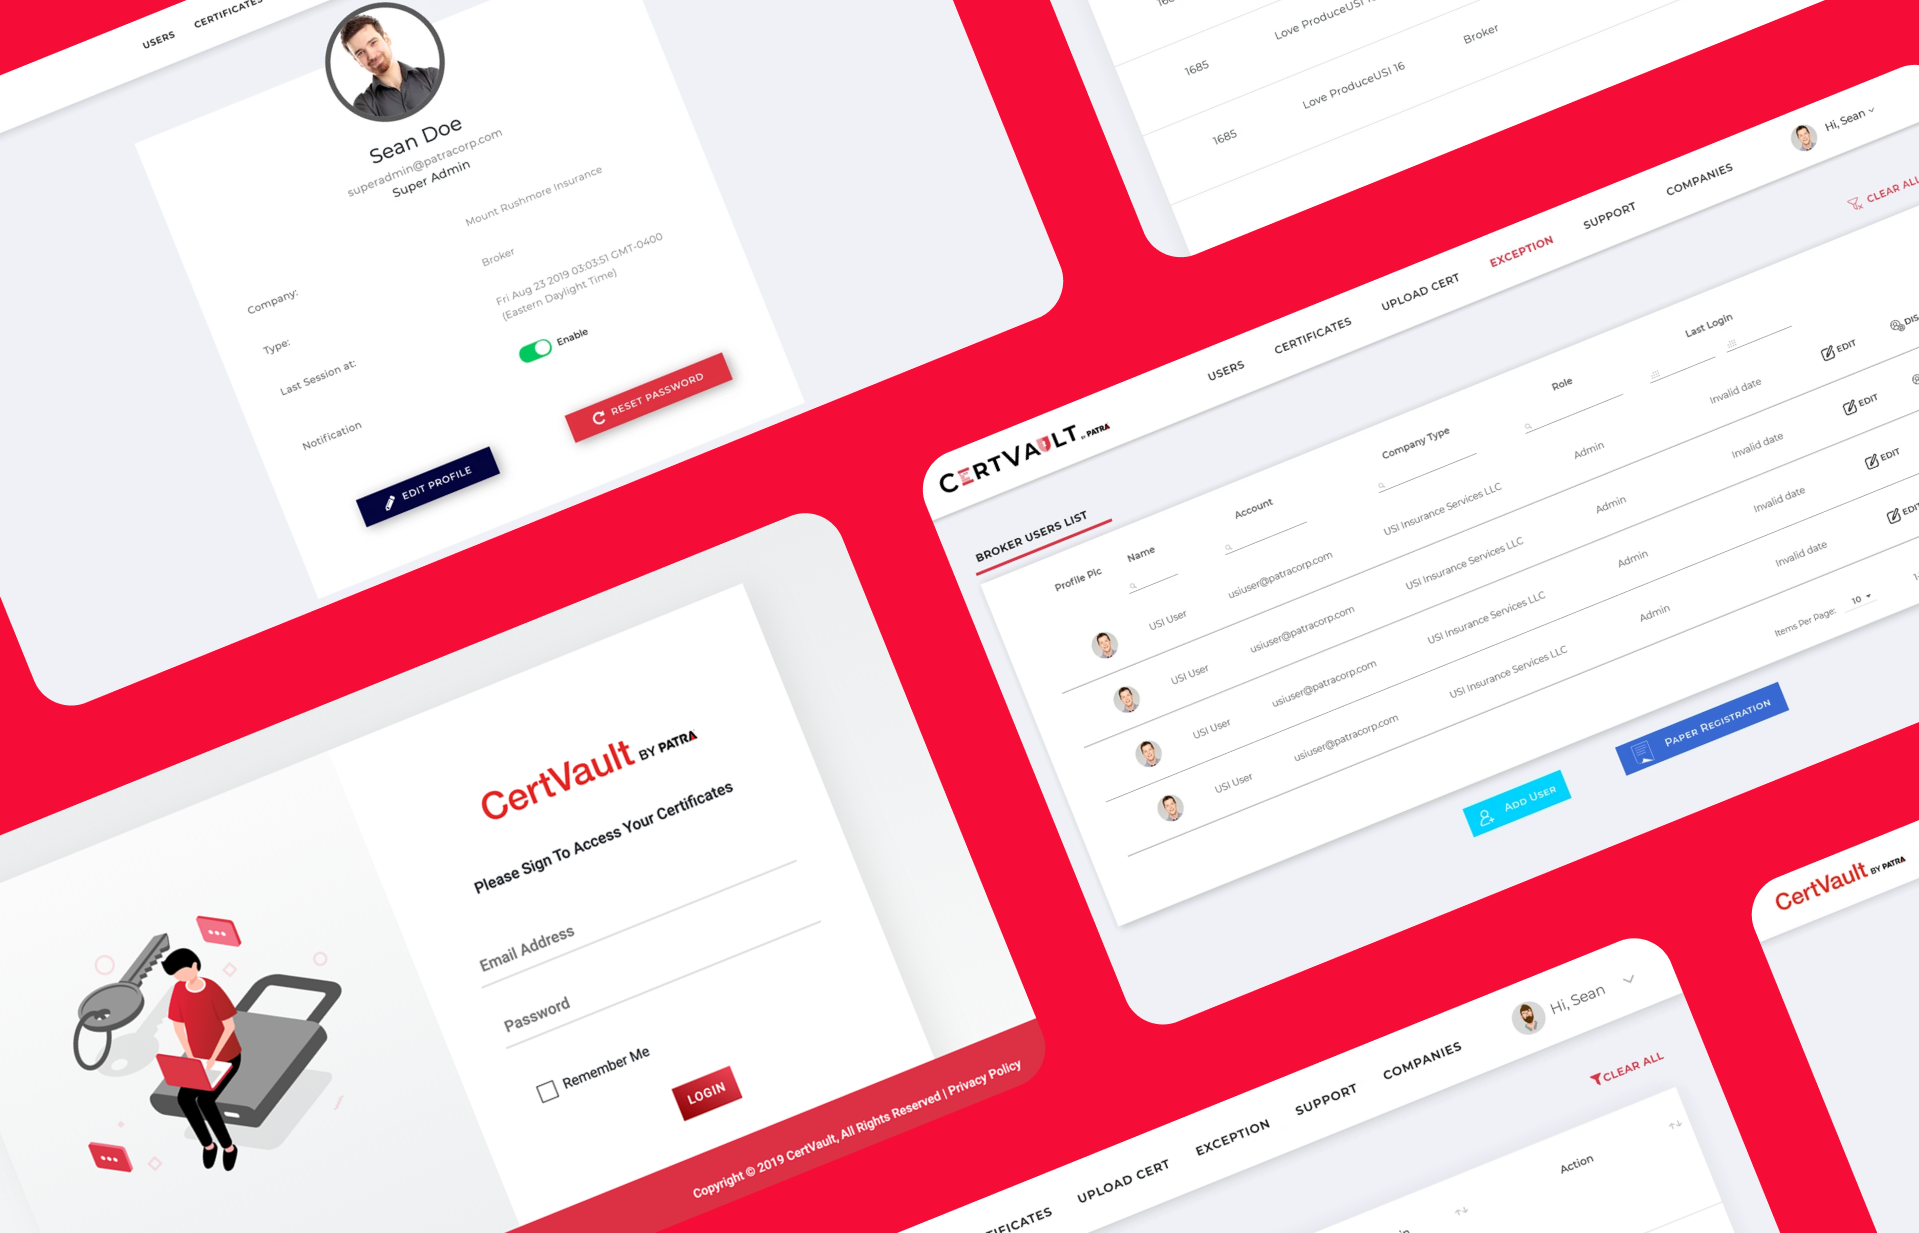 USERS
CERTIFICATES
Sean Doe
superadmin@patracorp.com
Super Admin
Company:
Mount Rushmore Insurance
Type:
Broker
Last Session at:
Fri Aug 23 2019 03:03:51 GMT-0400
(Eastern Daylight Time)
Notification
Enable
EDIT PROFILE
RESET PASSWORD
Love ProduceUSI
1685
Broker
Love ProduceUSI 16
1685
CERTVAULT BY PATRA
USERS
CERTIFICATES
UPLOAD CERT
EXCEPTION
SUPPORT
COMPANIES
Hi, Sean
CLEAR ALL
BROKER USERS LIST
Profile Pic
Name
Account
Company Type
Role
Last Login
USI User usiuser@patracorp.com USI Insurance Services LLC Admin Invalid date EDIT
USI User usiuser@patracorp.com USI Insurance Services LLC Admin Invalid date EDIT
USI User usiuser@patracorp.com USI Insurance Services LLC Admin Invalid date EDIT
USI User usiuser@patracorp.com USI Insurance Services LLC Admin Invalid date EDIT
Items Per Page: 10
ADD USER
PAPER REGISTRATION
CertVault BY PATRA
Please Sign To Access Your Certificates
Email Address
Password
Remember Me
LOGIN
Copyright © 2019 CertVault, All Rights Reserved | Privacy Policy
TIFICATES
UPLOAD CERT
EXCEPTION
SUPPORT
COMPANIES
Hi, Sean
CLEAR ALL
Action
CertVault BY PATRA